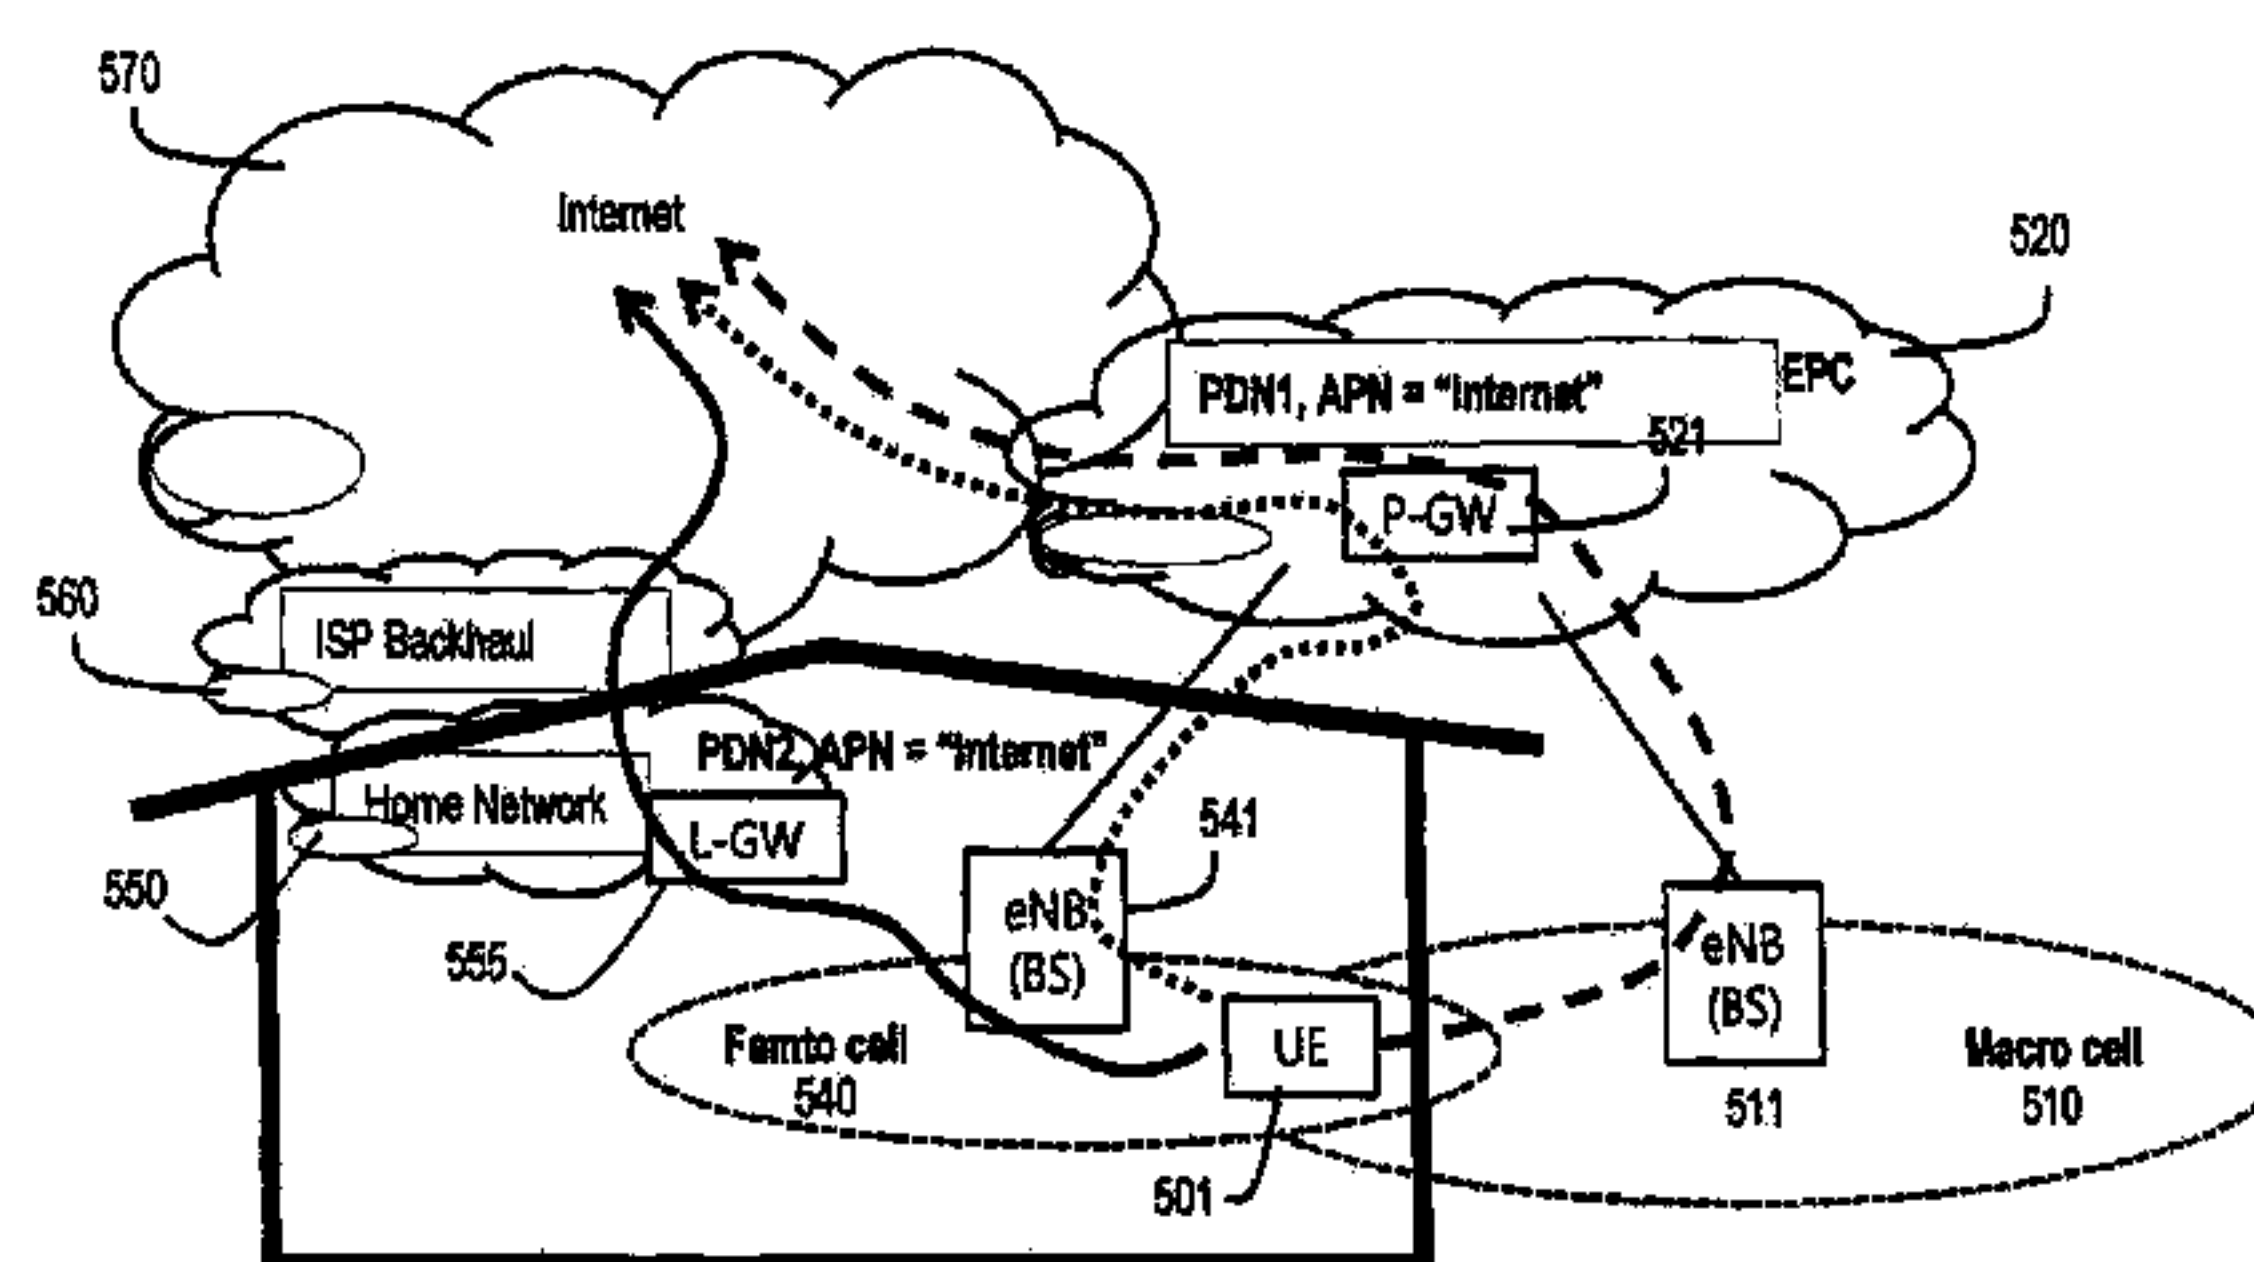 570
Internet
520
EPC
PDN1, APN = "Internet"
521
P-GW
560
ISP Backhaul
PDN2, APN = "Internet"
Home Network
L-GW
541
550
555
eNB
(BS)
eNB
(BS)
Femto cell
540
UE
Macro cell
510
511
501